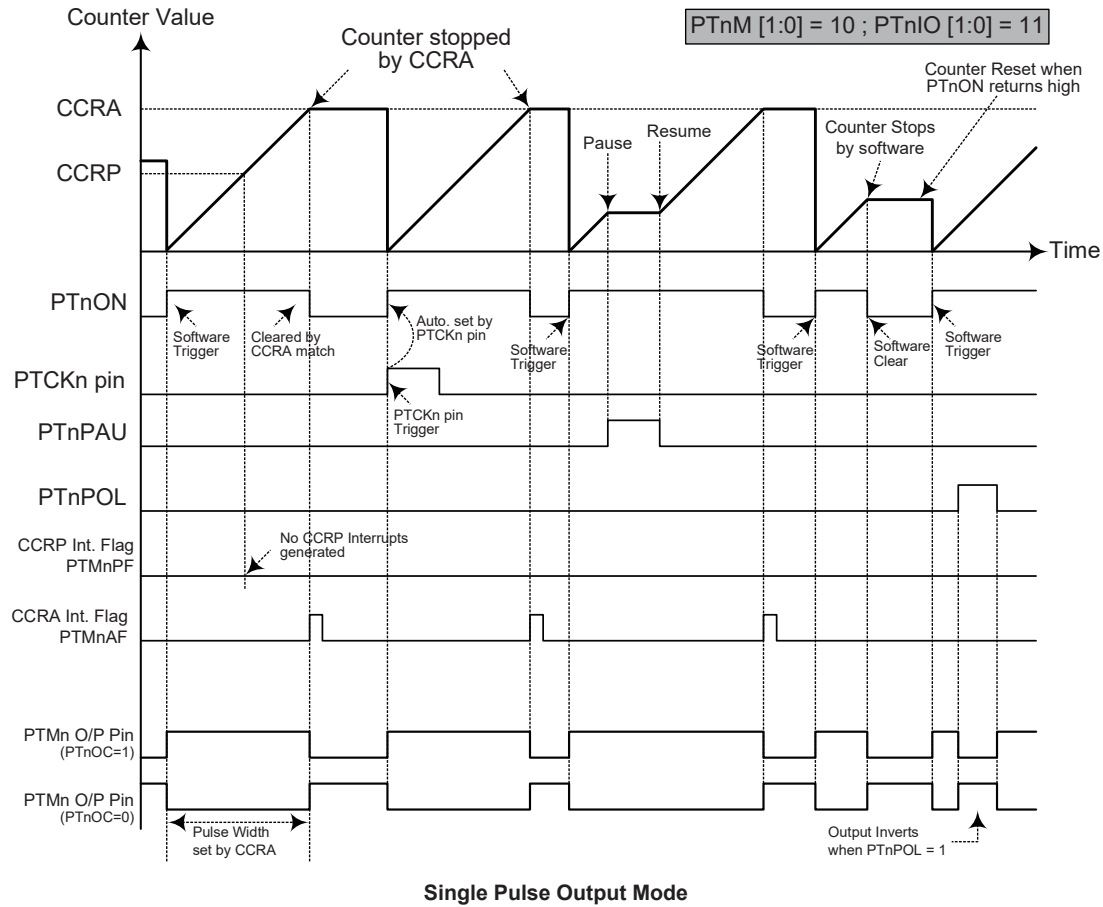 Counter Value
PTnM [1:0] = 10 ; PTnIO [1:0] = 11
Counter stopped
by CCRA
Counter Reset when
PTnON returns high
CCRA
Pause
Resume
Counter Stops
by software
CCRP
Time
PTnON
Software
Trigger
Cleared by
CCRA match
Auto. set by
PTCKn pin
Software
Trigger
Software
Trigger
Software
Clear
Software
Trigger
PTCKn pin
PTCKn pin
Trigger
PTnPAU
PTnPOL
CCRP Int. Flag
PTMnPF
No CCRP Interrupts
generated
CCRA Int. Flag
PTMnAF
PTMn O/P Pin
(PTnOC=1)
PTMn O/P Pin
(PTnOC=0)
Pulse Width
set by CCRA
Output Inverts
when PTnPOL = 1
Single Pulse Output Mode